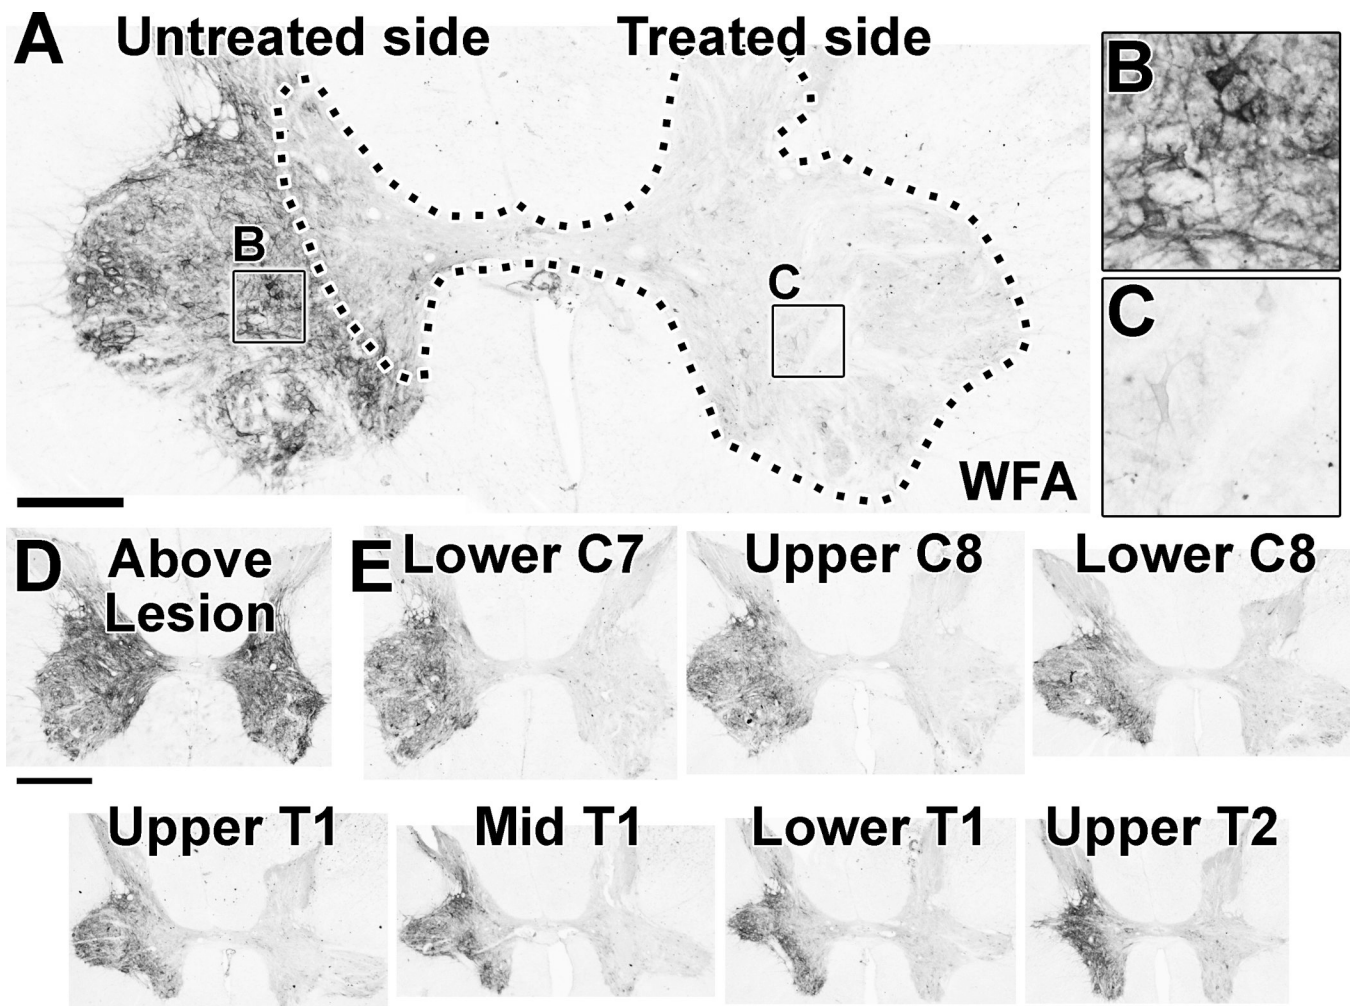 A Untreated side Treated side
B
B
C
C
WFA
D Above
Lesion
E Lower C7 Upper C8 Lower C8
Upper T1 Mid T1 Lower T1 Upper T2